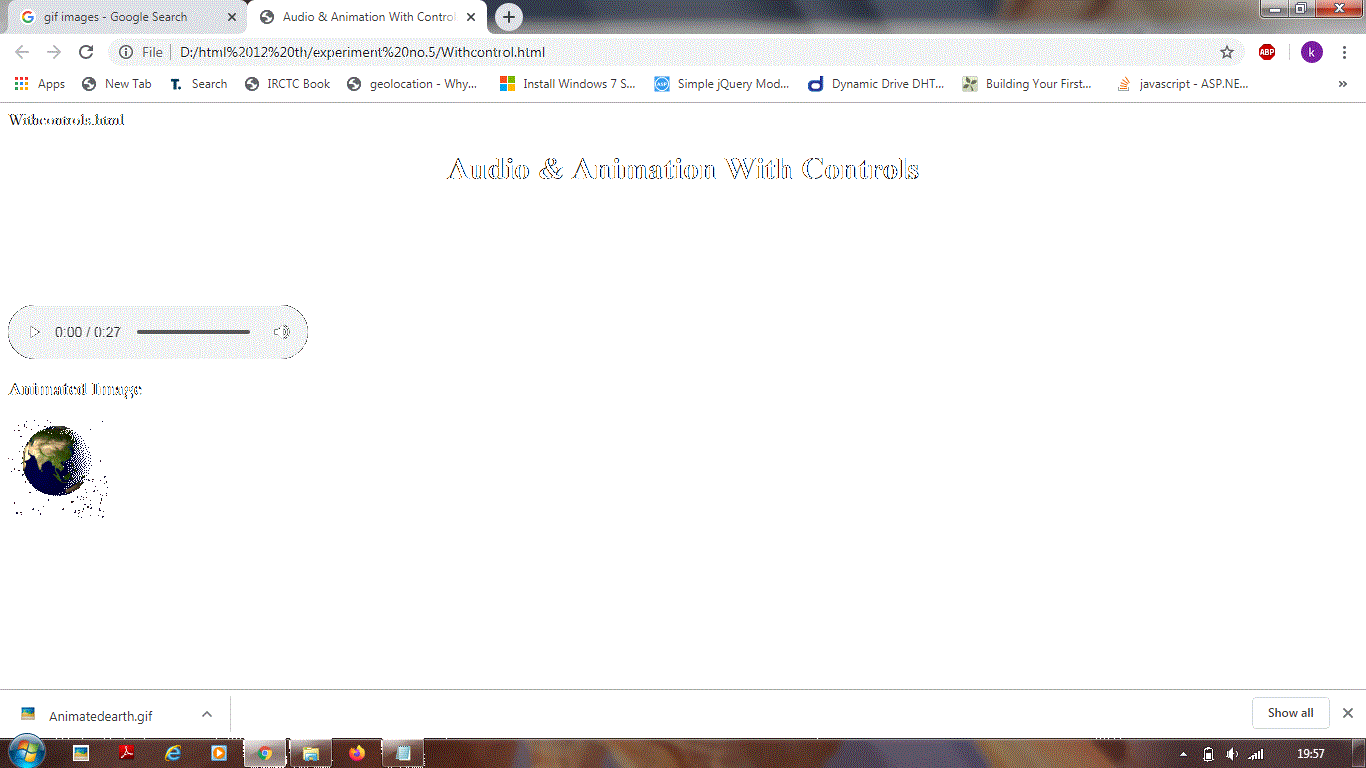 gif images - Google Search
Audio & Animation With Control
File | D:/html%2012%20th/experiment%20no.5/Withcontrol.html
ABP
k
Apps New Tab T. Search IRCTC Book geolocation - Why... Install Windows 7 S... ASP Simple jQuery Mod... d Dynamic Drive DHT... Building Your First... javascript - ASP.NE... »
Withcontrols.html
Audio & Animation With Controls
0:00 / 0:27
Animated Image
Animatedearth.gif
Show all
19:57